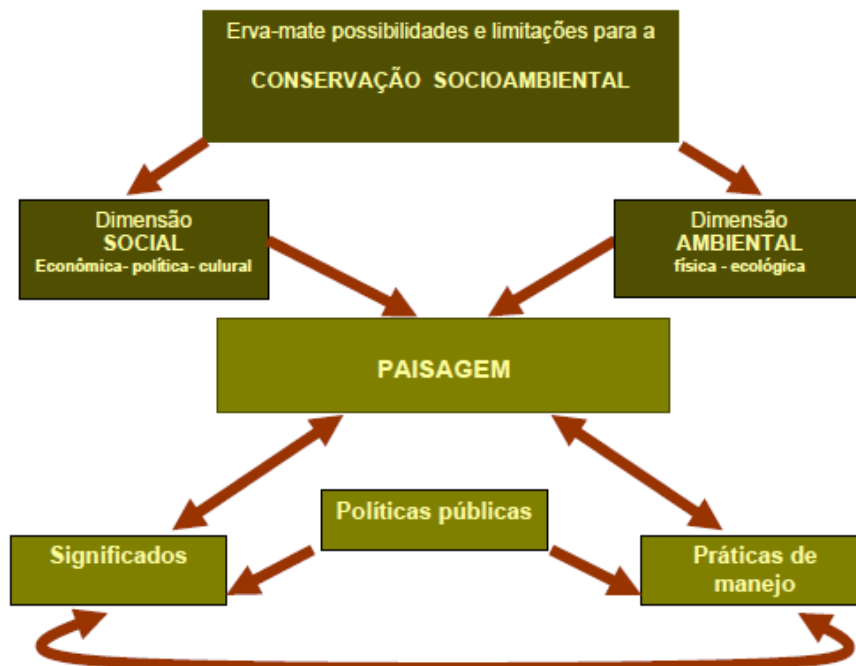 Erva-mate possibilidades e limitações para a
CONSERVAÇÃO SOCIOAMBIENTAL
Dimensão
SOCIAL
Econômica- política- culural
Dimensão
AMBIENTAL
física - ecológica
PAISAGEM
Políticas públicas
Significados
Práticas de
manejo